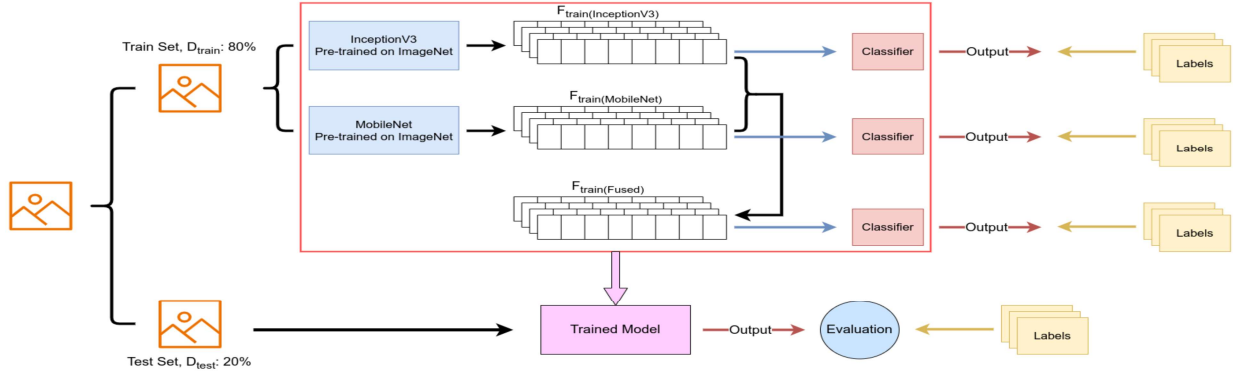 Train Set, Dtrain: 80%
InceptionV3
Pre-trained on ImageNet
Ftrain(InceptionV3)
Classifier
Output
Labels
MobileNet
Pre-trained on ImageNet
Ftrain(MobileNet)
Classifier
Output
Labels
Ftrain(Fused)
Classifier
Output
Labels
Test Set, Dtest: 20%
Trained Model
Output
Evaluation
Labels